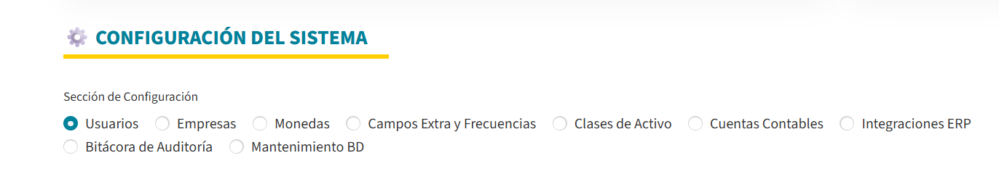 CONFIGURACIÓN DEL SISTEMA
Sección de Configuración
Usuarios Empresas Monedas Campos Extra y Frecuencias Clases de Activo Cuentas Contables Integraciones ERP
Bitácora de Auditoría Mantenimiento BD